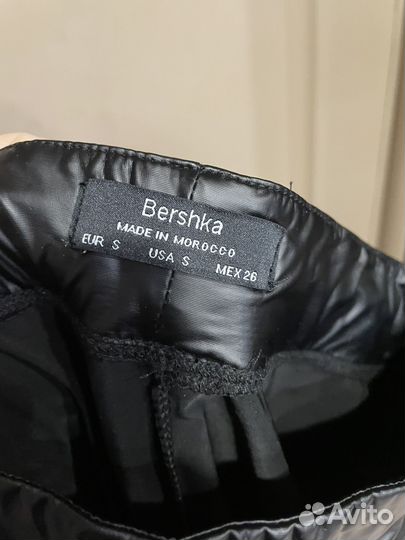 Bershka
MADE IN MOROCCO
EUR S USA S MEX 26
Avito